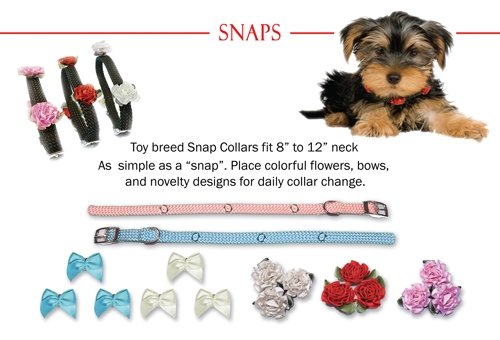 SNAPS
Toy breed Snap Collars fit 8” to 12” neck
As simple as a “snap”. Place colorful flowers, bows,
and novelty designs for daily collar change.